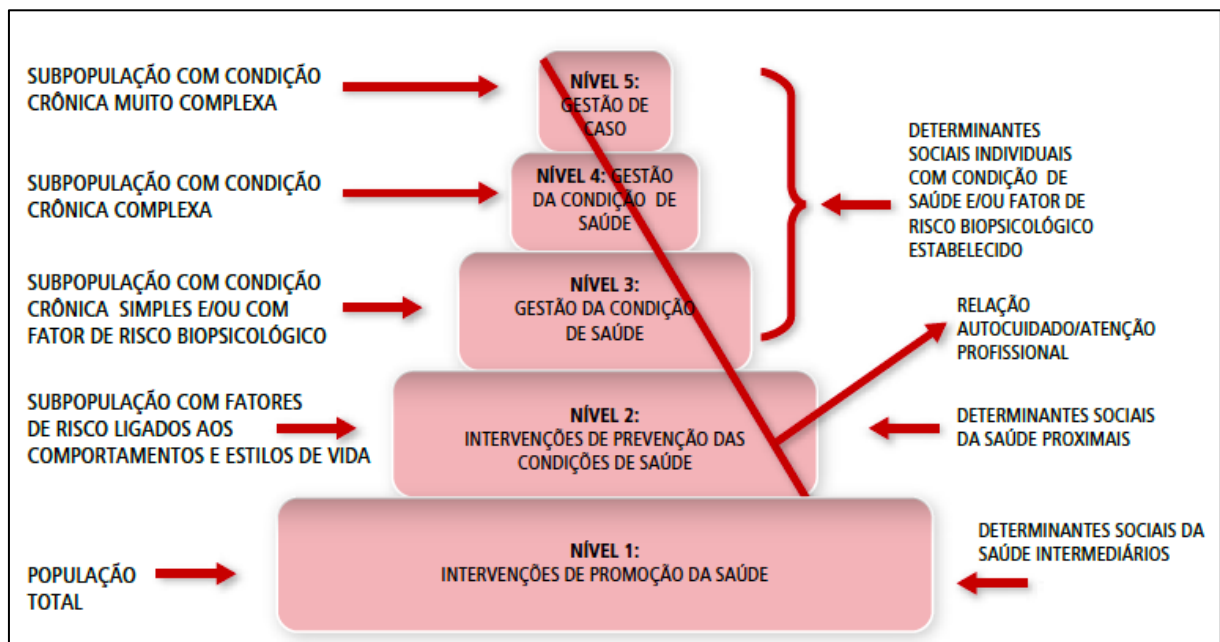 SUBPOPULAÇÃO COM CONDIÇÃO
CRÔNICA MUITO COMPLEXA
SUBPOPULAÇÃO COM CONDIÇÃO
CRÔNICA COMPLEXA
SUBPOPULAÇÃO COM CONDIÇÃO
CRÔNICA SIMPLES E/OU COM
FATOR DE RISCO BIOPSICOLÓGICO
SUBPOPULAÇÃO COM FATORES
DE RISCO LIGADOS AOS
COMPORTAMENTOS E ESTILOS DE VIDA
POPULAÇÃO
TOTAL
NÍVEL 5:
GESTÃO DE
CASO
NÍVEL 4: GESTÃO
DA CONDIÇÃO DE
SAÚDE
NÍVEL 3:
GESTÃO DA CONDIÇÃO
DE SAÚDE
NÍVEL 2:
INTERVENÇÕES DE PREVENÇÃO DAS
CONDIÇÕES DE SAÚDE
NÍVEL 1:
INTERVENÇÕES DE PROMOÇÃO DA SAÚDE
DETERMINANTES
SOCIAIS INDIVIDUAIS
COM CONDIÇÃO DE
SAÚDE E/OU FATOR DE
RISCO BIOPSICOLÓGICO
ESTABELECIDO
RELAÇÃO
AUTOCUIDADO/ATENÇÃO
PROFISSIONAL
DETERMINANTES SOCIAIS
DA SAÚDE PROXIMAIS
DETERMINANTES SOCIAIS DA
SAÚDE INTERMEDIÁRIOS